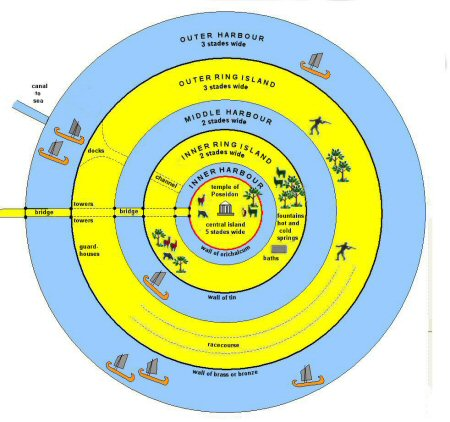 OUTER HARBOUR
3 stades wide
OUTER RING ISLAND
3 stades wide
canal
to
sea
MIDDLE HARBOUR
2 stades wide
docks
INNER RING ISLAND
2 stades wide
INNER HARBOUR
channel
temple of
Poseidon
towers
bridge
bridge
towers
central island
5 stades wide
fountains
hot and
cold
springs
guard-
houses
wall of orichalcum
baths
wall of tin
racecourse
wall of brass or bronze